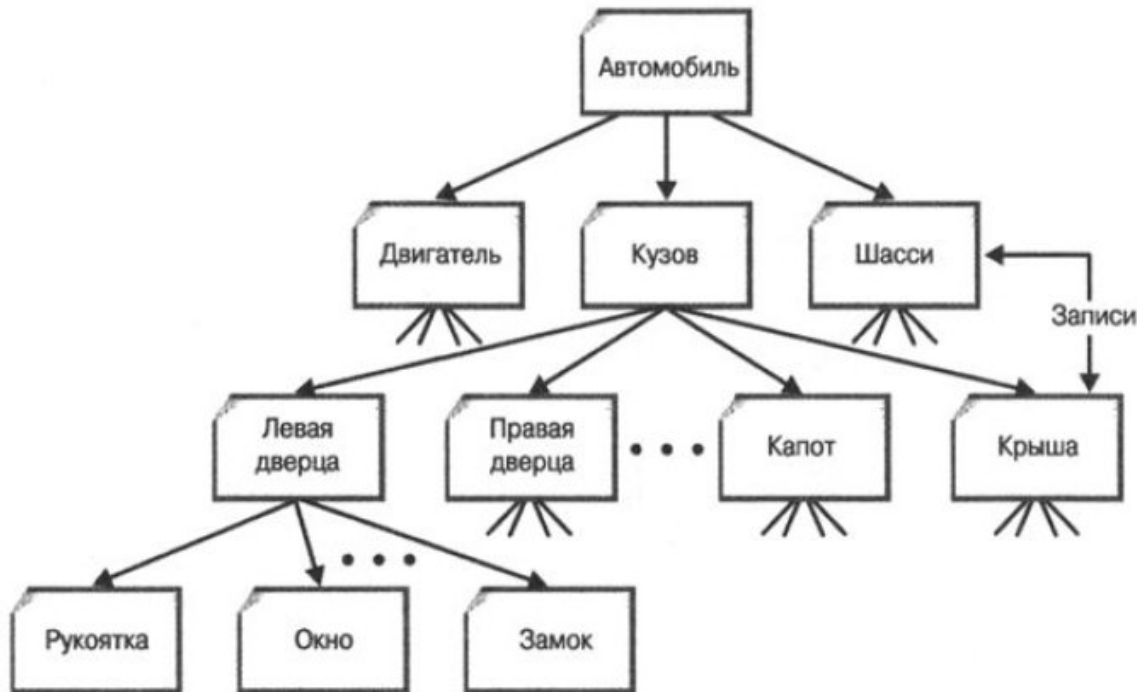 Автомобиль
Двигатель
Кузов
Шасси
Записи
Левая
дверца
Правая
дверца
Капот
Крыша
Рукоятка
Окно
Замок